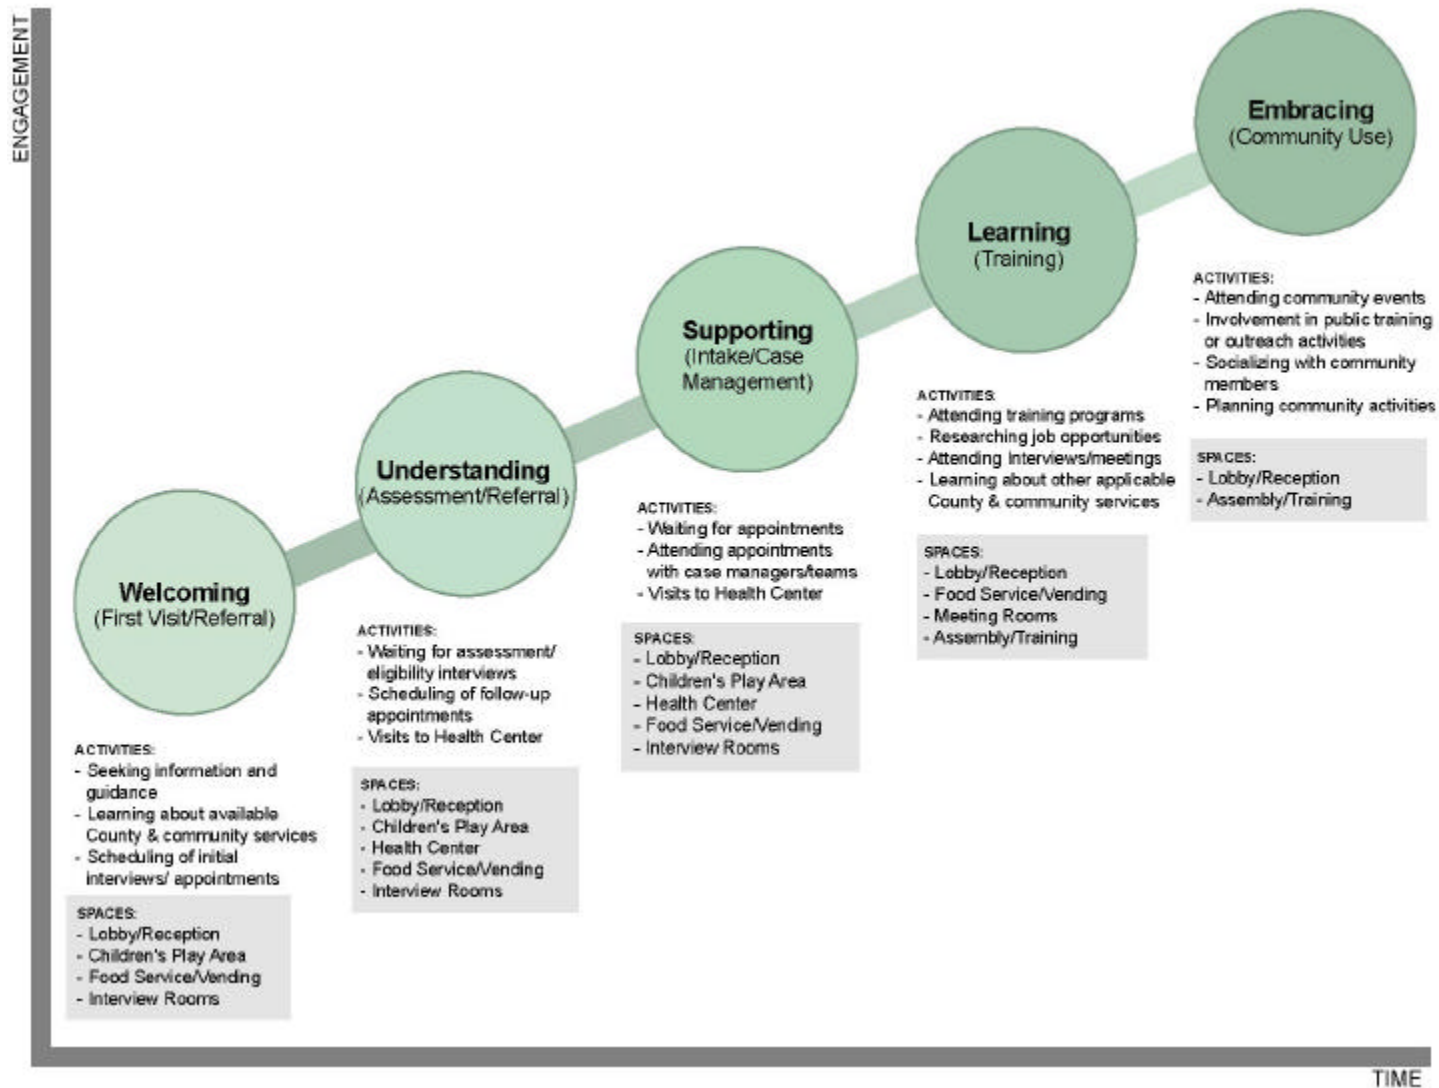 ENGAGEMENT
Welcoming
(First Visit/Referral)
ACTIVITIES:
- Seeking information and
guidance
- Learning about available
County & community services
- Scheduling of initial
interviews/ appointments
SPACES:
- Lobby/Reception
- Children's Play Area
- Food Service/Vending
- Interview Rooms
Understanding
(Assessment/Referral)
ACTIVITIES:
- Waiting for assessment/
eligibility interviews
- Scheduling of follow-up
appointments
- Visits to Health Center
SPACES:
- Lobby/Reception
- Children's Play Area
- Health Center
- Food Service/Vending
- Interview Rooms
Supporting
(Intake/Case
Management)
ACTIVITIES:
- Waiting for appointments
- Attending appointments
with case managers/teams
- Visits to Health Center
SPACES:
- Lobby/Reception
- Children's Play Area
- Health Center
- Food Service/Vending
- Interview Rooms
Learning
(Training)
ACTIVITIES:
- Attending training programs
- Researching job opportunities
- Attending Interviews/meetings
- Learning about other applicable
County & community services
SPACES:
- Lobby/Reception
- Food Service/Vending
- Meeting Rooms
- Assembly/Training
Embracing
(Community Use)
ACTIVITIES:
- Attending community events
- Involvement in public training
or outreach activities
- Socializing with community
members
- Planning community activities
SPACES:
- Lobby/Reception
- Assembly/Training
TIME